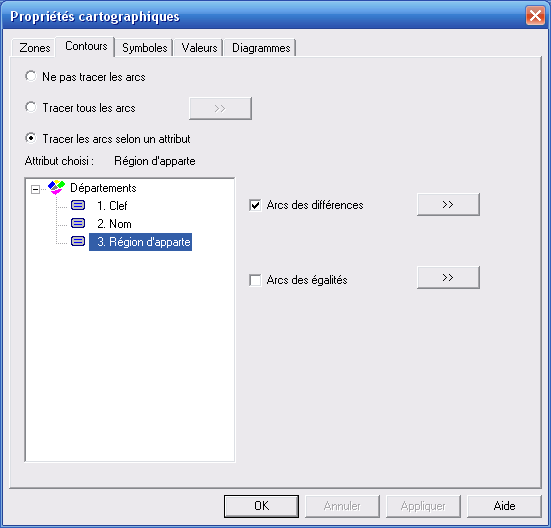 Propriétés cartographiques
Zones Contours Symboles Valeurs Diagrammes
Ne pas tracer les arcs
Tracer tous les arcs >>
Tracer les arcs selon un attribut
Attribut choisi : Région d'apparte
Départements
1. Clef
2. Nom
3. Région d'apparte
Arcs des différences >>
Arcs des égalités >>
OK Annuler Appliquer Aide